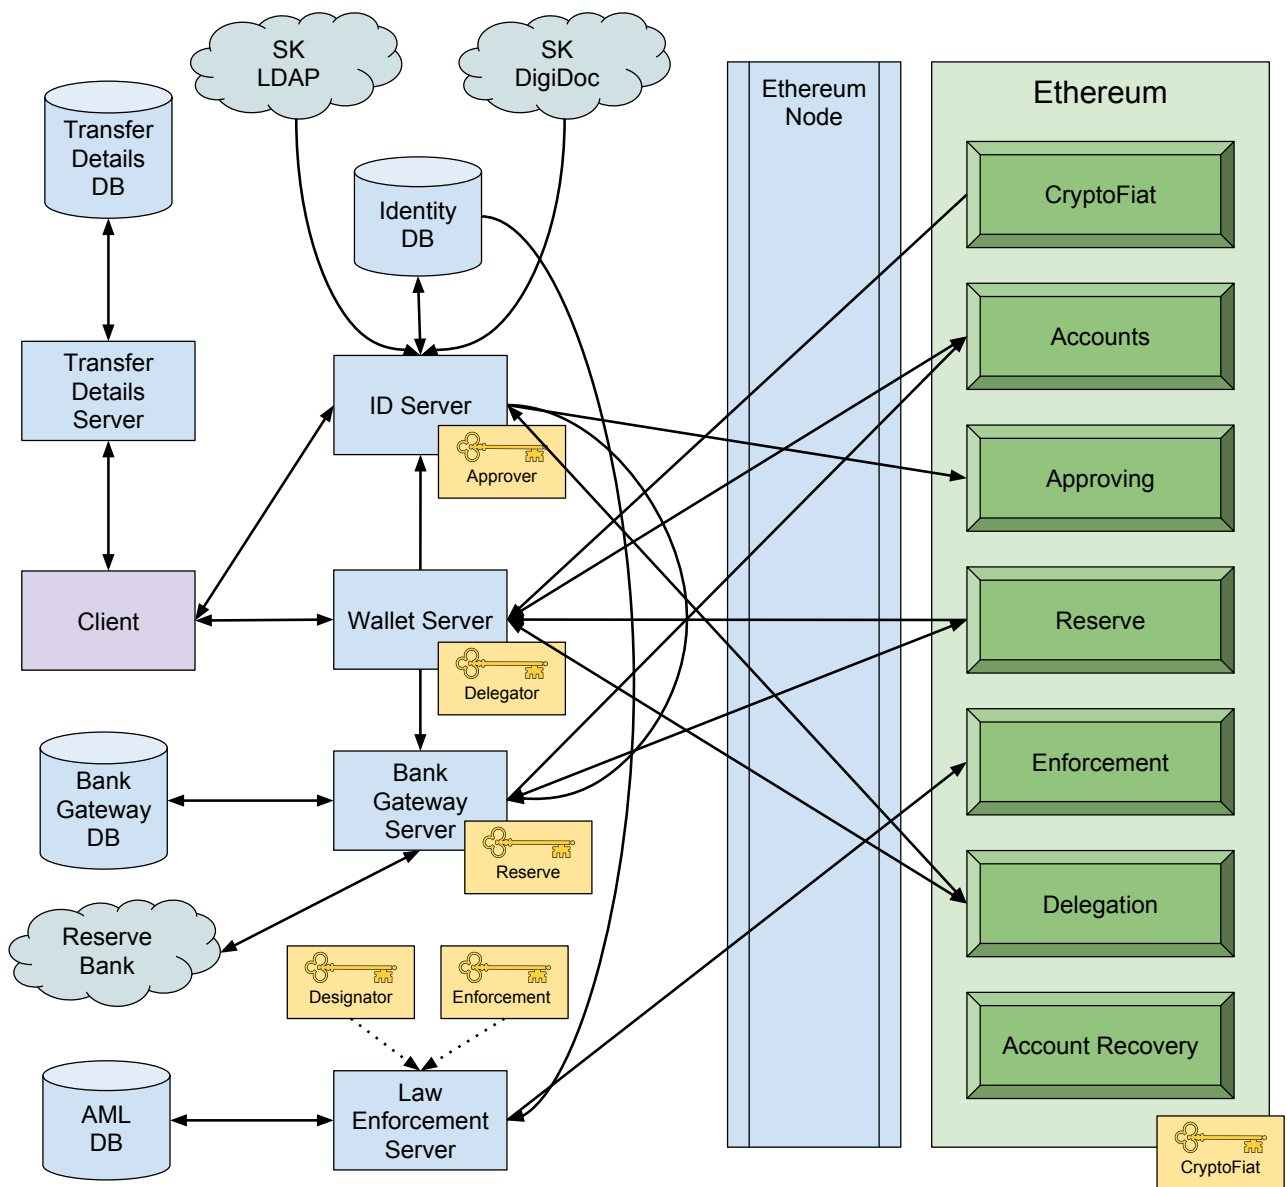 SK
LDAP
SK
DigiDoc
Ethereum
Node
Ethereum
Transfer
Details
DB
Identity
DB
CryptoFiat
Accounts
Transfer
Details
Server
ID Server
Approver
Approving
Client
Wallet Server
Delegator
Reserve
Bank
Gateway
DB
Bank
Gateway
Server
Reserve
Enforcement
Reserve
Bank
Designator
Enforcement
Delegation
Account Recovery
AML
DB
Law
Enforcement
Server
CryptoFiat